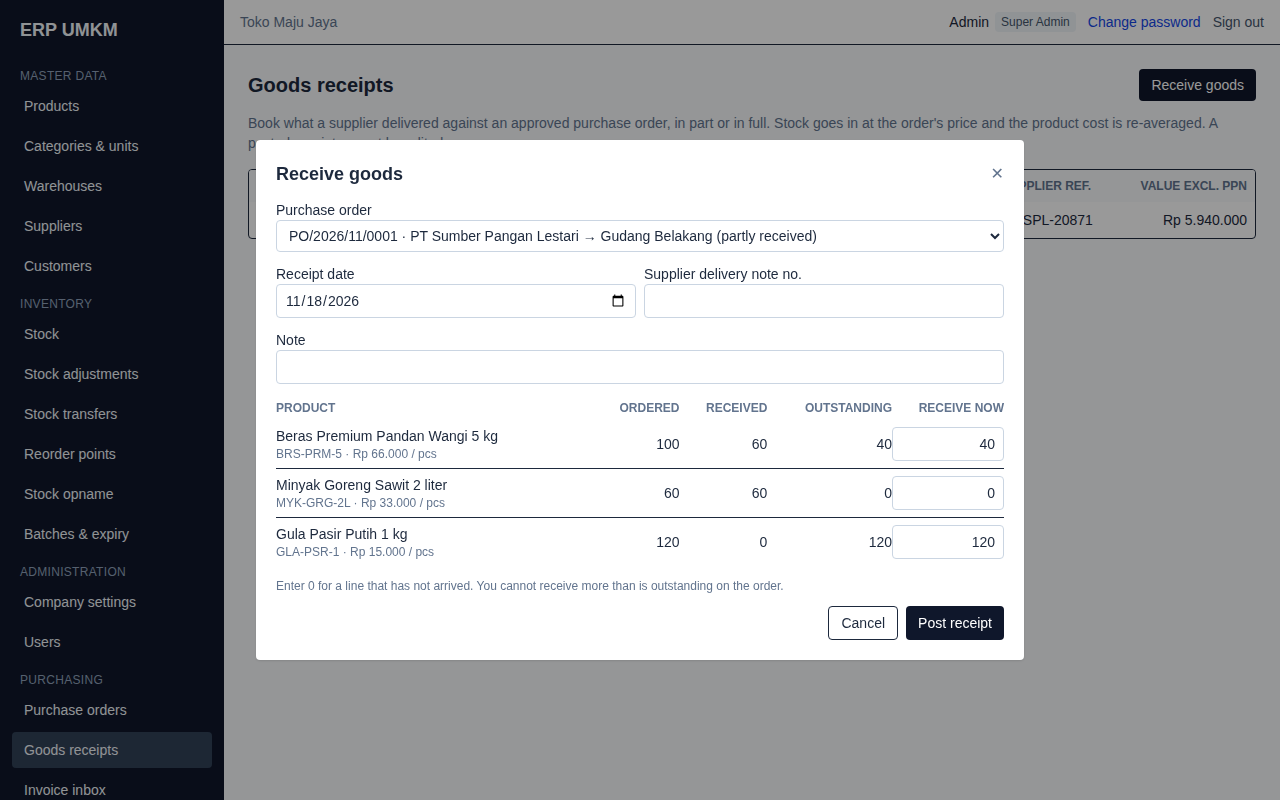 ERP UMKM
MASTER DATA
Products
Categories & units
Warehouses
Suppliers
Customers
INVENTORY
Stock
Stock adjustments
Stock transfers
Reorder points
Stock opname
Batches & expiry
ADMINISTRATION
Company settings
Users
PURCHASING
Purchase orders
Goods receipts
Invoice inbox
Toko Maju Jaya
Admin Super Admin Change password Sign out
Goods receipts
Receive goods
Book what a supplier delivered against an approved purchase order, in part or in full. Stock goes in at the order's price and the product cost is re-averaged. A
REF. VALUE EXCL. PPN
SPL-20871 Rp 5.940.000
Receive goods ×
Purchase order
PO/2026/11/0001 · PT Sumber Pangan Lestari → Gudang Belakang (partly received)
Receipt date Supplier delivery note no.
11/18/2026
Note
PRODUCT ORDERED RECEIVED OUTSTANDING RECEIVE NOW
Beras Premium Pandan Wangi 5 kg 100 60 40 40
BRS-PRM-5 · Rp 66.000 / pcs
Minyak Goreng Sawit 2 liter 60 60 0 0
MYK-GRG-2L · Rp 33.000 / pcs
Gula Pasir Putih 1 kg 120 0 120 120
GLA-PSR-1 · Rp 15.000 / pcs
Enter 0 for a line that has not arrived. You cannot receive more than is outstanding on the order.
Cancel Post receipt